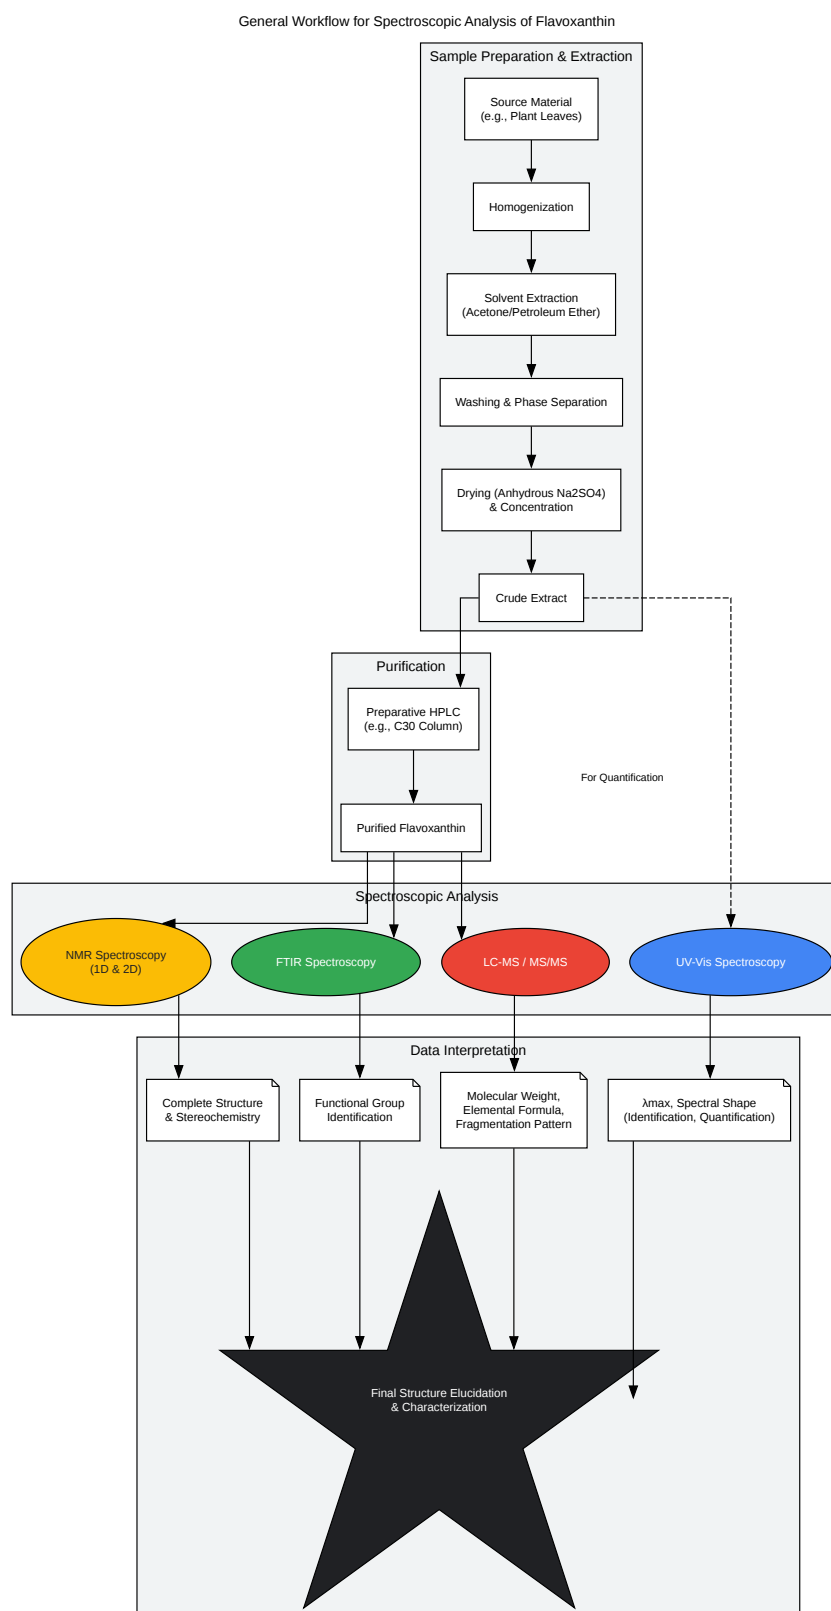 General Workflow for Spectroscopic Analysis of Flavoxanthin
Sample Preparation & Extraction
Source Material
(e.g., Plant Leaves)
Homogenization
Solvent Extraction
(Acetone/Petroleum Ether)
Washing & Phase Separation
Drying (Anhydrous Na2SO4)
& Concentration
Crude Extract
Purification
Preparative HPLC
(e.g., C30 Column)
For Quantification
Purified Flavoxanthin
Spectroscopic Analysis
NMR Spectroscopy
(1D & 2D)
FTIR Spectroscopy
LC-MS / MS/MS
UV-Vis Spectroscopy
Data Interpretation
Complete Structure
& Stereochemistry
Functional Group
Identification
Molecular Weight,
Elemental Formula,
Fragmentation Pattern
λmax, Spectral Shape
(Identification, Quantification)
Final Structure Elucidation
& Characterization